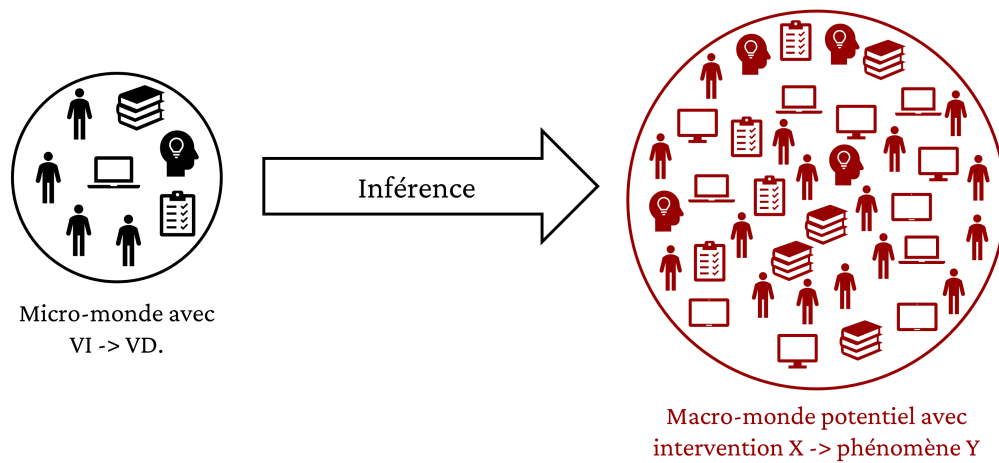 Inférence
Micro-monde avec
VI -> VD.
Macro-monde potentiel avec
intervention X -> phénomène Y